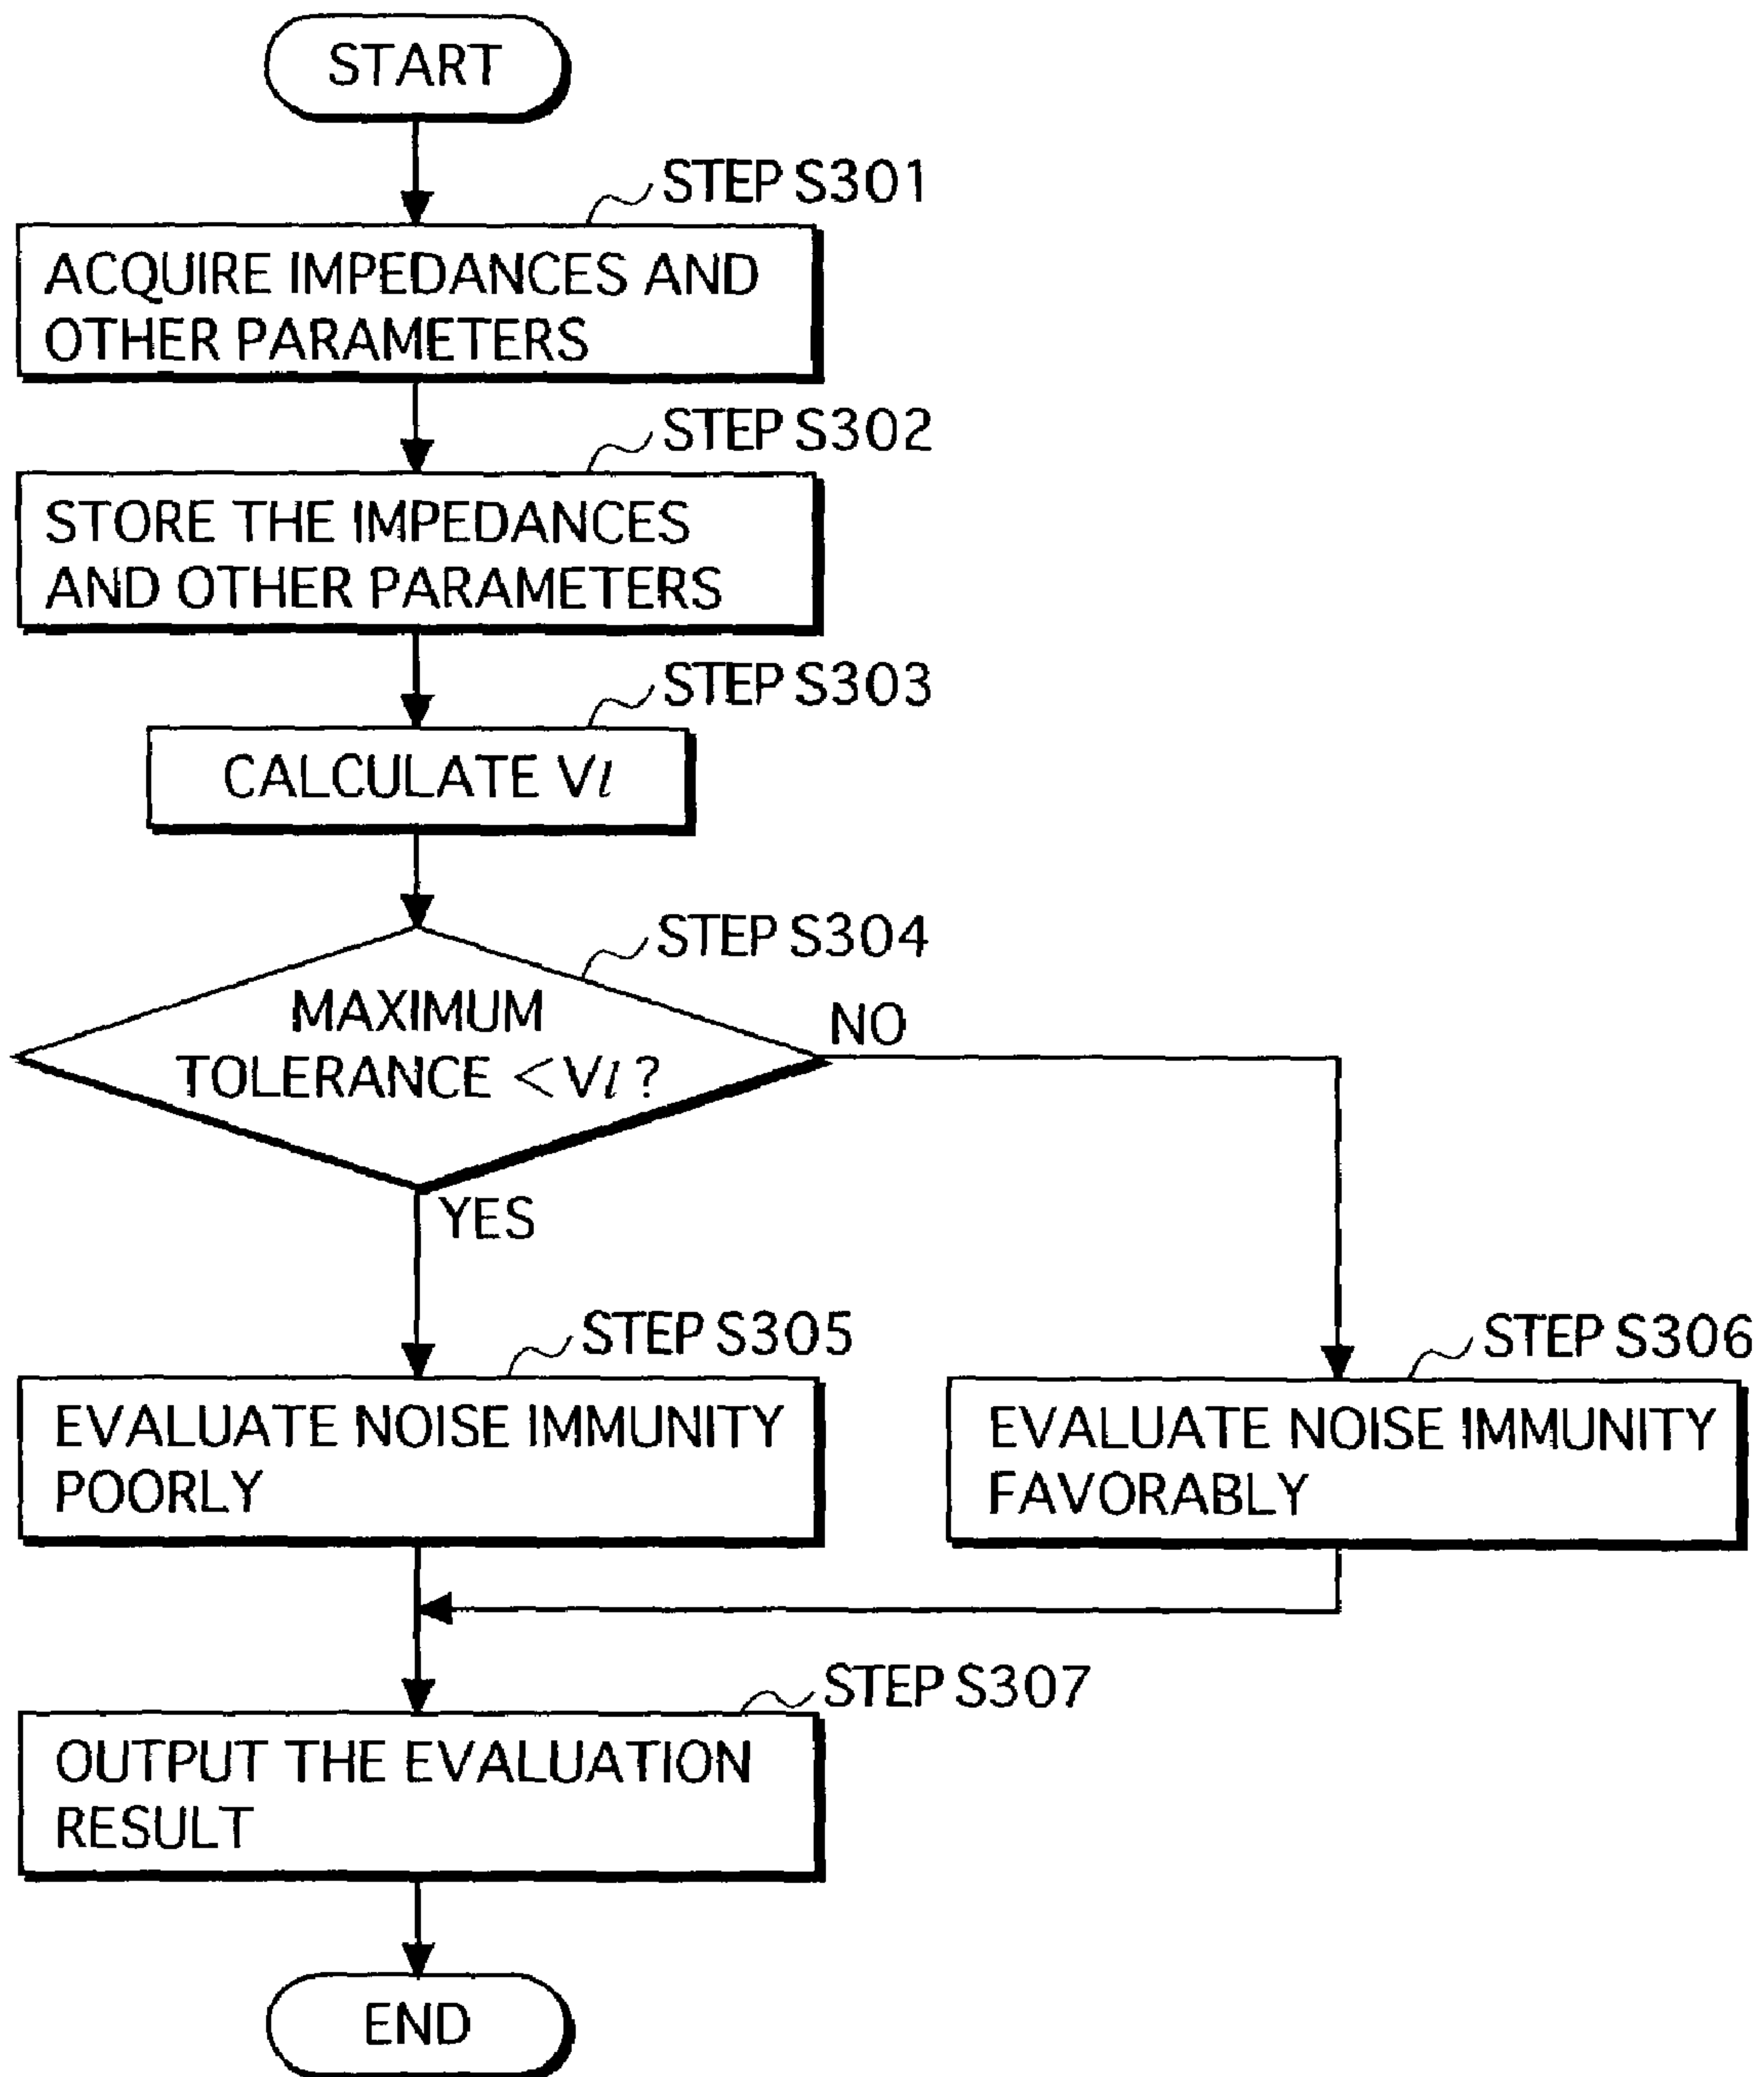 START
STEP S301
ACQUIRE IMPEDANCES AND
OTHER PARAMETERS
STEP S302
STORE THE IMPEDANCES
AND OTHER PARAMETERS
STEP S303
CALCULATE Vl
STEP S304
MAXIMUM
TOLERANCE <Vl?
NO
YES
STEP S305
EVALUATE NOISE IMMUNITY
POORLY
STEP S306
EVALUATE NOISE IMMUNITY
FAVORABLY
STEP S307
OUTPUT THE EVALUATION
RESULT
END